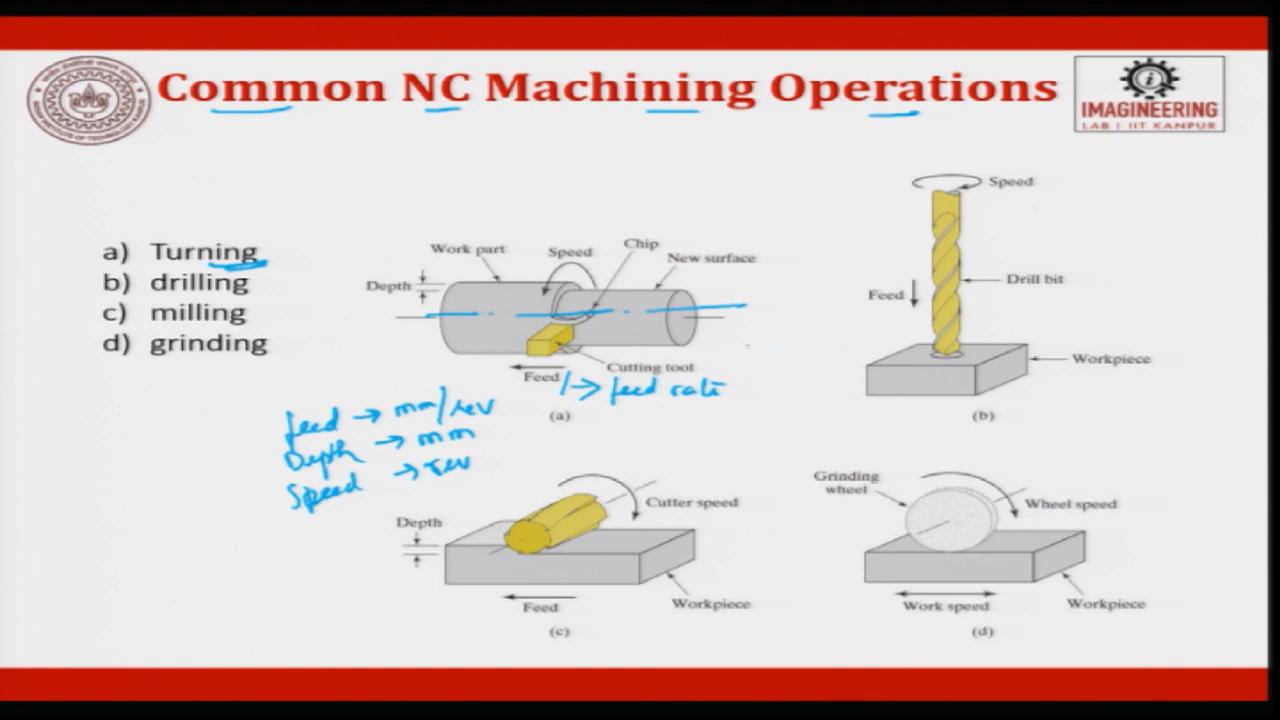 Common NC Machining Operations
IMAGINEERING
LAB | IIT KANPUR
a) Turning
b) drilling
c) milling
d) grinding
Work part
Speed
Chip
New surface
Depth
Cutting tool
Feed
→ feed rate
(a)
feed → mm/rev
Depth → mm
Speed → rev
Speed
Feed
Drill bit
Workpiece
(b)
Cutter speed
Depth
Feed
Workpiece
(c)
Grinding
wheel
Wheel speed
Work speed
Workpiece
(d)